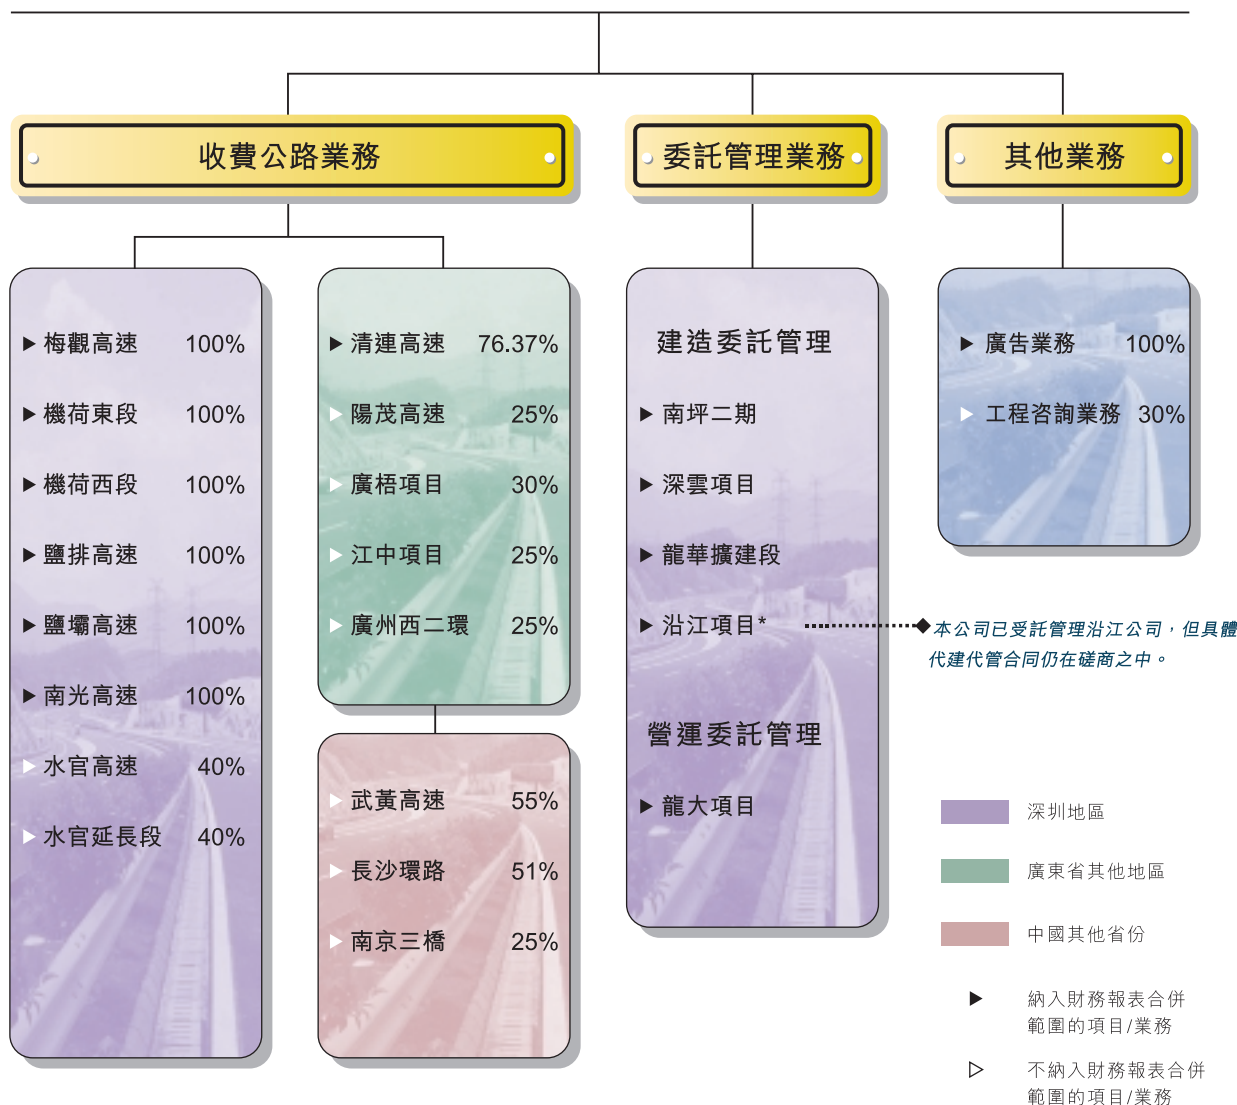 收費公路業務
委託管理業務
其他業務
梅觀高速 100%
機荷東段 100%
機荷西段 100%
鹽排高速 100%
鹽壩高速 100%
南光高速 100%
水官高速 40%
水官延長段 40%
清連高速 76.37%
陽茂高速 25%
廣梧項目 30%
江中項目 25%
廣州西二環 25%
武黃高速 55%
長沙環路 51%
南京三橋 25%
建造委託管理
南坪二期
深雲項目
龍華擴建段
沿江項目*
營運委託管理
龍大項目
廣告業務 100%
工程咨詢業務 30%
本公司已受託管理沿江公司，但具體
代建代管合同仍在磋商之中。
深圳地區
廣東省其他地區
中國其他省份
納入財務報表合併
範圍的項目/業務
不納入財務報表合併
範圍的項目/業務